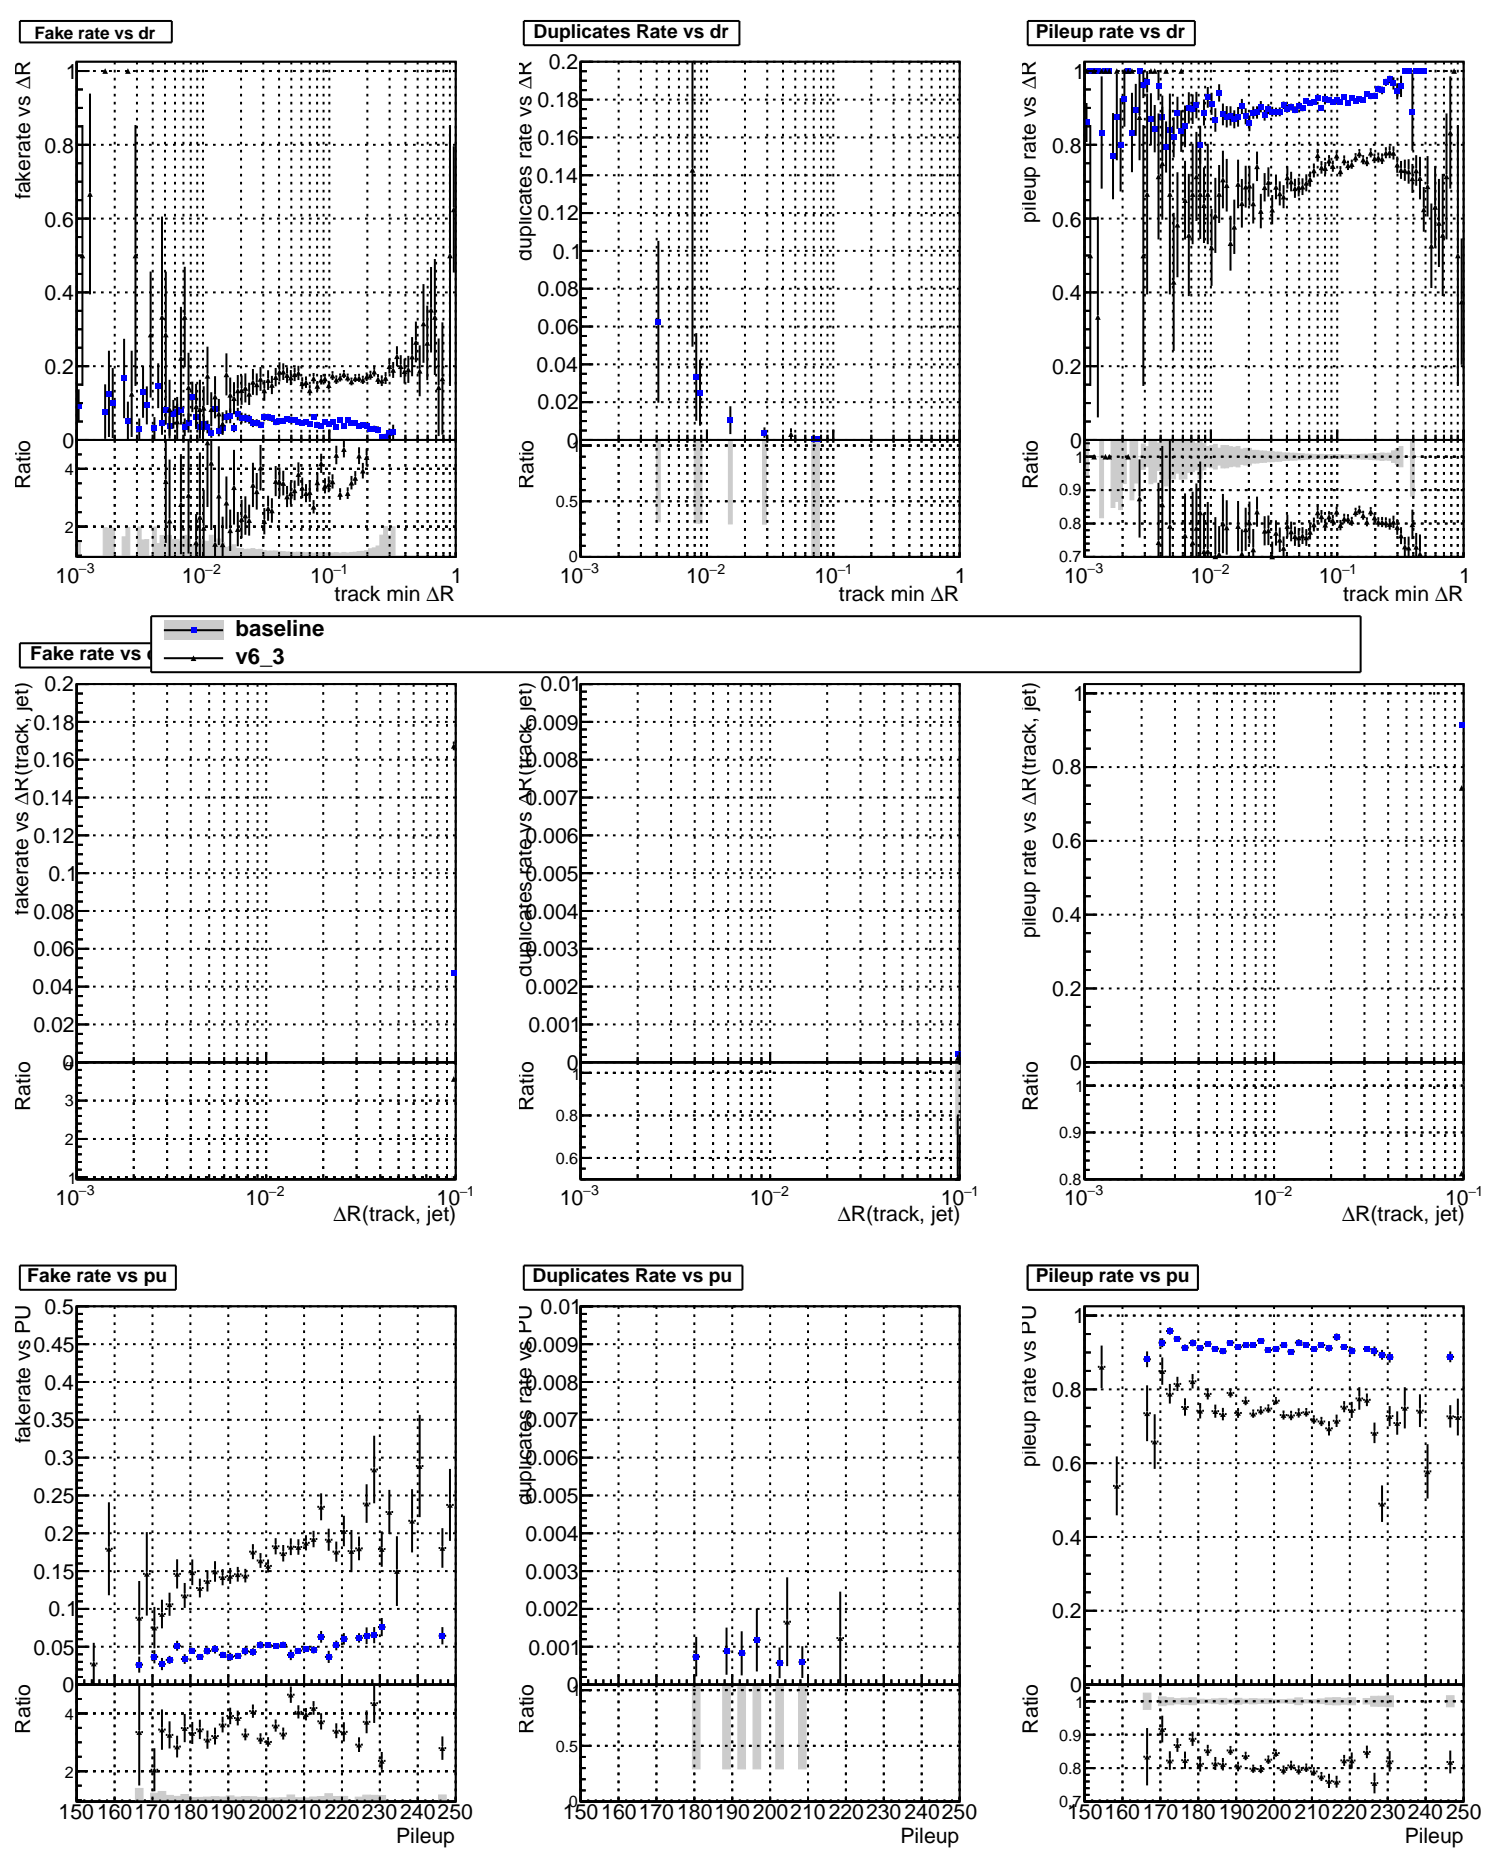 Fake rate vs dr
Duplicates Rate vs dr
Pileup rate vs dr
fakerate vs ΔR
1
0.8
0.6
0.4
0.2
0
Ratio
4
2
10⁻³ 10⁻² 10⁻¹ 1
track min ΔR
duplicates rate vs ΔR
0.2
0.18
0.16
0.14
0.12
0.1
0.08
0.06
0.04
0.02
0
Ratio
1
0.5
0
10⁻³ 10⁻² 10⁻¹ 1
track min ΔR
pileup rate vs ΔR
1
0.8
0.6
0.4
0.2
0
Ratio
1
0.9
0.8
0.7
10⁻³ 10⁻² 10⁻¹ 1
track min ΔR
baseline
v6_3
Fake rate vs
fakerate vs ΔR(track, jet)
0.2
0.18
0.16
0.14
0.12
0.1
0.08
0.06
0.04
0.02
0
Ratio
3
2
1
10⁻³ 10⁻² 10⁻¹
ΔR(track, jet)
duplicates rate vs ΔR(track, jet)
0.01
0.009
0.008
0.007
0.006
0.005
0.004
0.003
0.002
0.001
0
Ratio
1
0.8
0.6
10⁻³ 10⁻² 10⁻¹
ΔR(track, jet)
pileup rate vs ΔR(track, jet)
1
0.8
0.6
0.4
0.2
0
Ratio
1
0.9
0.8
10⁻³ 10⁻² 10⁻¹
ΔR(track, jet)
Fake rate vs pu
Duplicates Rate vs pu
Pileup rate vs pu
fakerate vs PU
0.5
0.45
0.4
0.35
0.3
0.25
0.2
0.15
0.1
0.05
0
Ratio
4
2
150 160 170 180 190 200 210 220 230 240 250
Pileup
duplicates rate vs PU
0.01
0.009
0.008
0.007
0.006
0.005
0.004
0.003
0.002
0.001
0
Ratio
1
0.5
0
150 160 170 180 190 200 210 220 230 240 250
Pileup
pileup rate vs PU
1
0.8
0.6
0.4
0.2
0
Ratio
1
0.9
0.8
0.7
150 160 170 180 190 200 210 220 230 240 250
Pileup